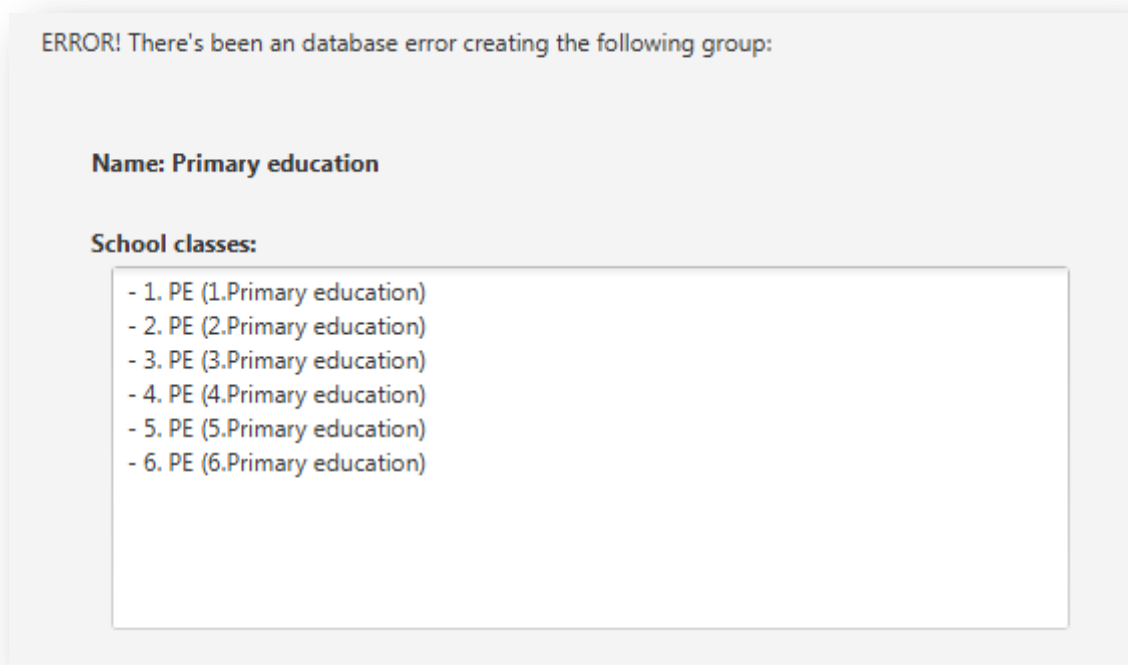 ERROR! There's been an database error creating the following group:
Name: Primary education
School classes:
- 1. PE (1.Primary education)
- 2. PE (2.Primary education)
- 3. PE (3.Primary education)
- 4. PE (4.Primary education)
- 5. PE (5.Primary education)
- 6. PE (6.Primary education)